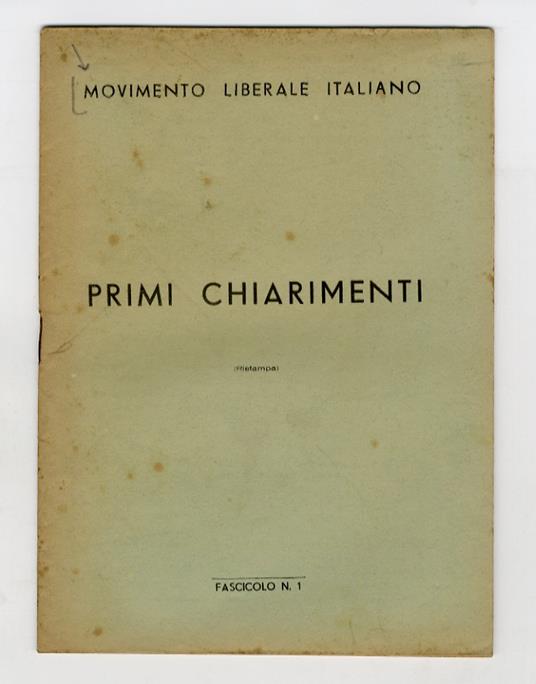 MOVIMENTO LIBERALE ITALIANO
PRIMI CHIARIMENTI
(Ristampa)
FASCICOLO N. 1